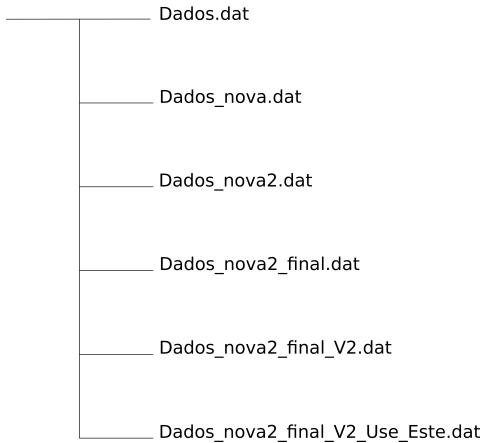 Dados.dat
Dados_nova.dat
Dados_nova2.dat
Dados_nova2_final.dat
Dados_nova2_final_V2.dat
Dados_nova2_final_V2_Use_Este.dat